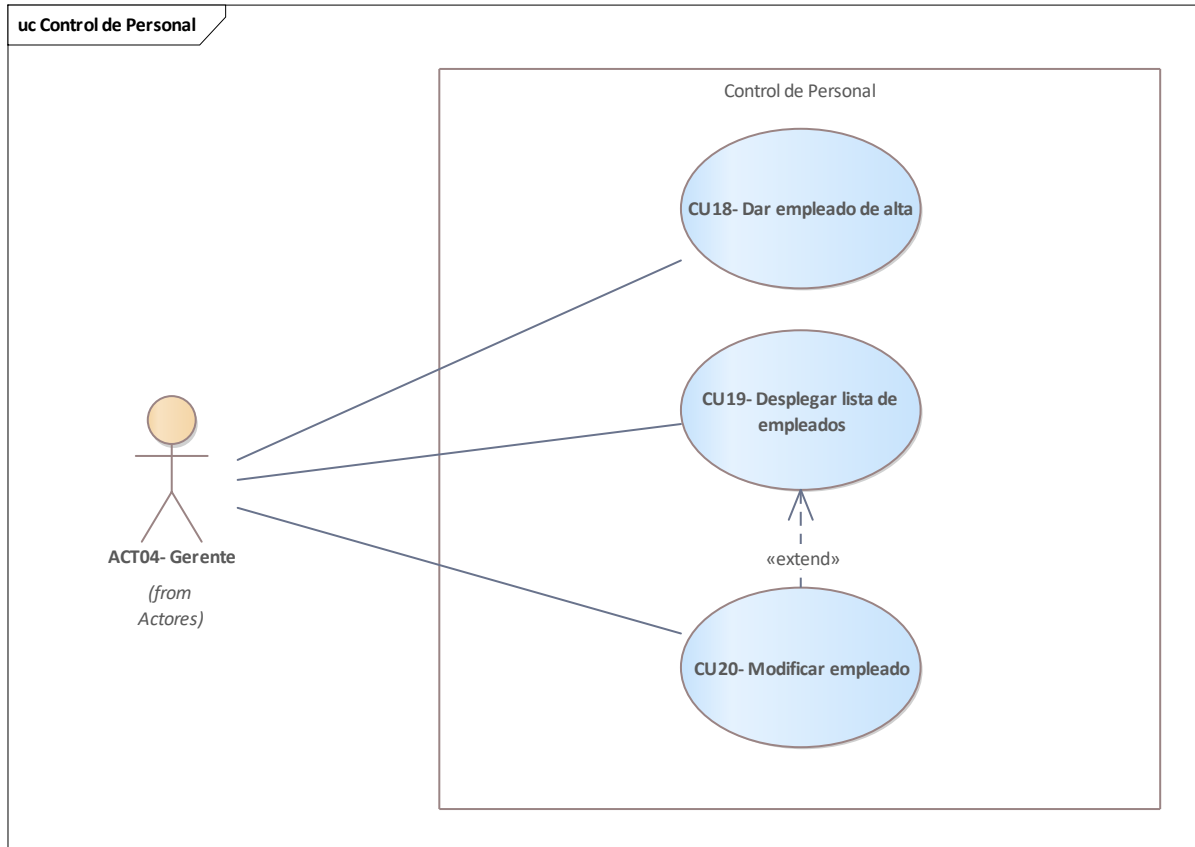 uc Control de Personal
Control de Personal
CU18- Dar empleado de alta
CU19- Desplegar lista de
empleados
«extend»
CU20- Modificar empleado
ACT04- Gerente
(from
Actores)